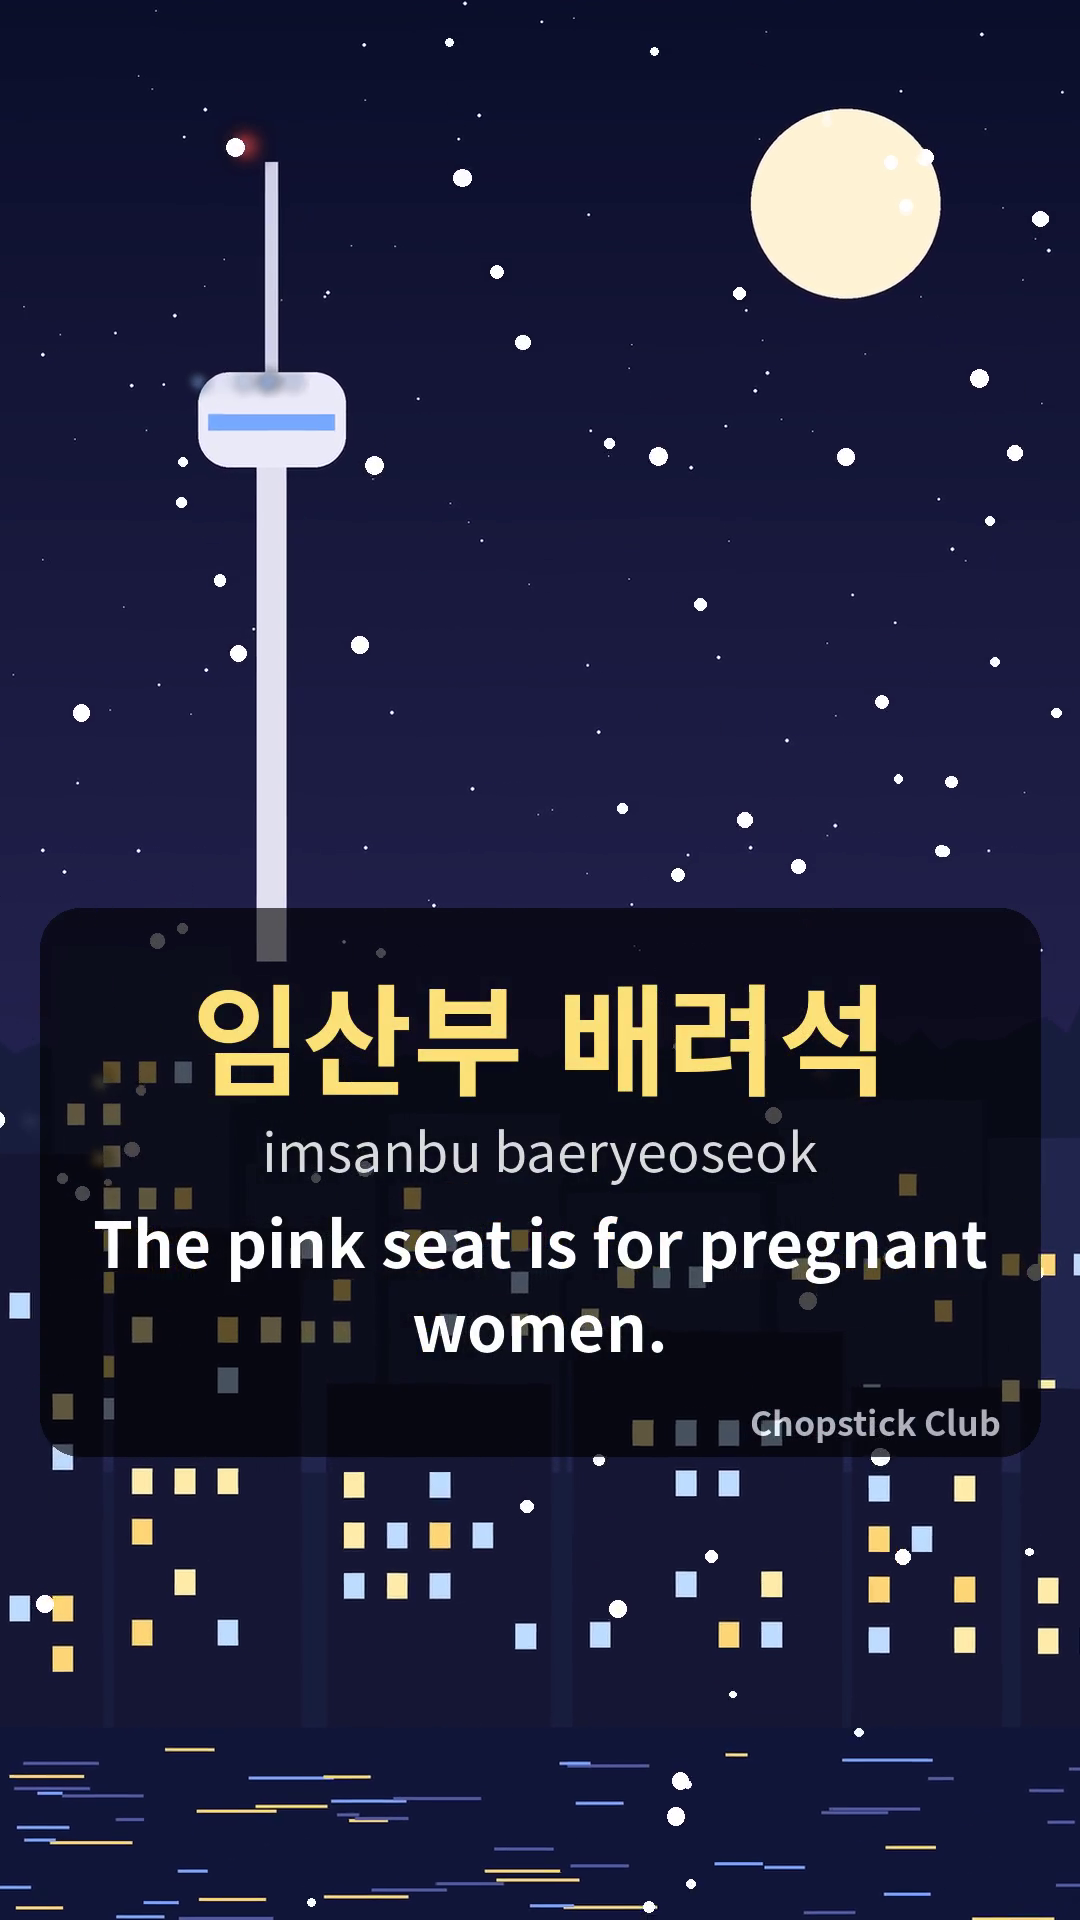 임산부 배려석
imsanbu baeryeoseok
The pink seat is for pregnant
women.
Chopstick Club